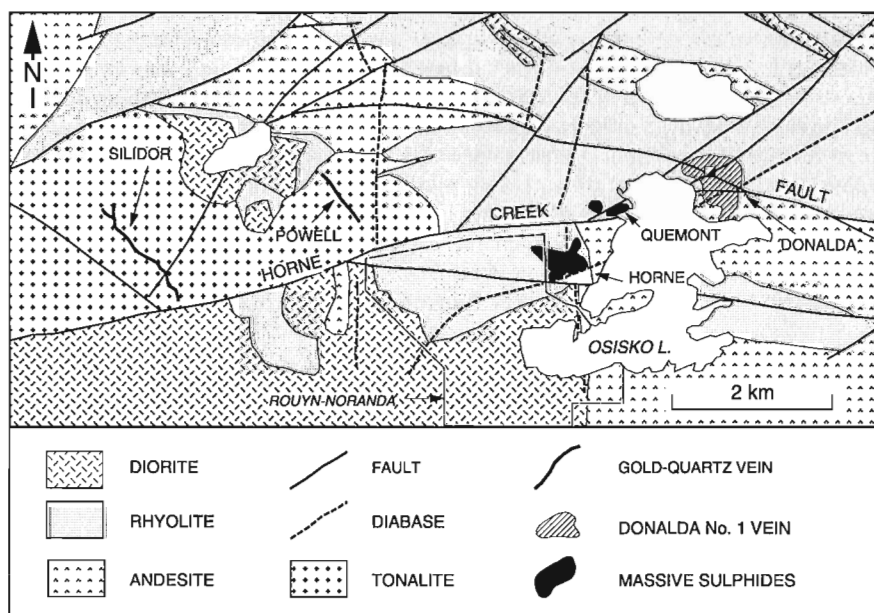 N
SILIDOR
POWELL
HORNE CREEK FAULT
QUEMONT
DONALDA
HORNE
OSISKO L.
ROUYN-NORANDA
2 km
DIORITE
FAULT
GOLD-QUARTZ VEIN
RHYOLITE
DIABASE
DONALDA No. 1 VEIN
ANDESITE
TONALITE
MASSIVE SULPHIDES